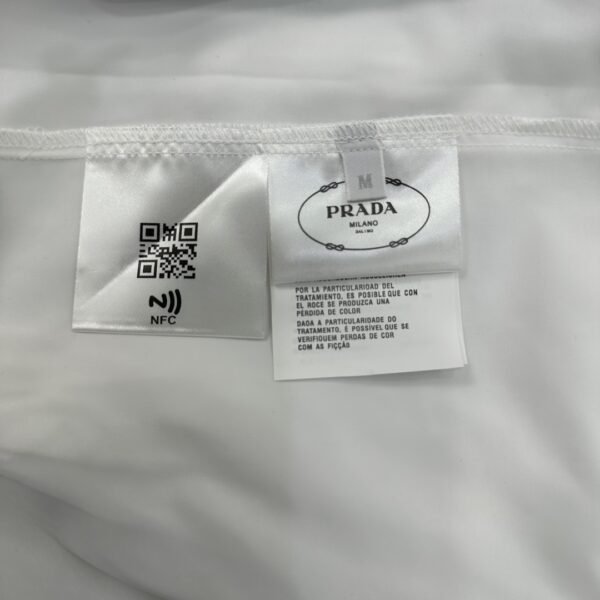 NFC
M
PRADA
MILANO
POR LA PARTICULARIDAD DEL
TRATAMIENTO, ES POSIBLE QUE CON
EL ROCE SE PRODUZCA UNA
PÉRDIDA DE COLOR
DADA A PARTICULARIDADE DO
TRATAMENTO, É POSSÍVEL QUE SE
VERIFIQUEM PERDAS DE COR
COM AS FICÇÃO